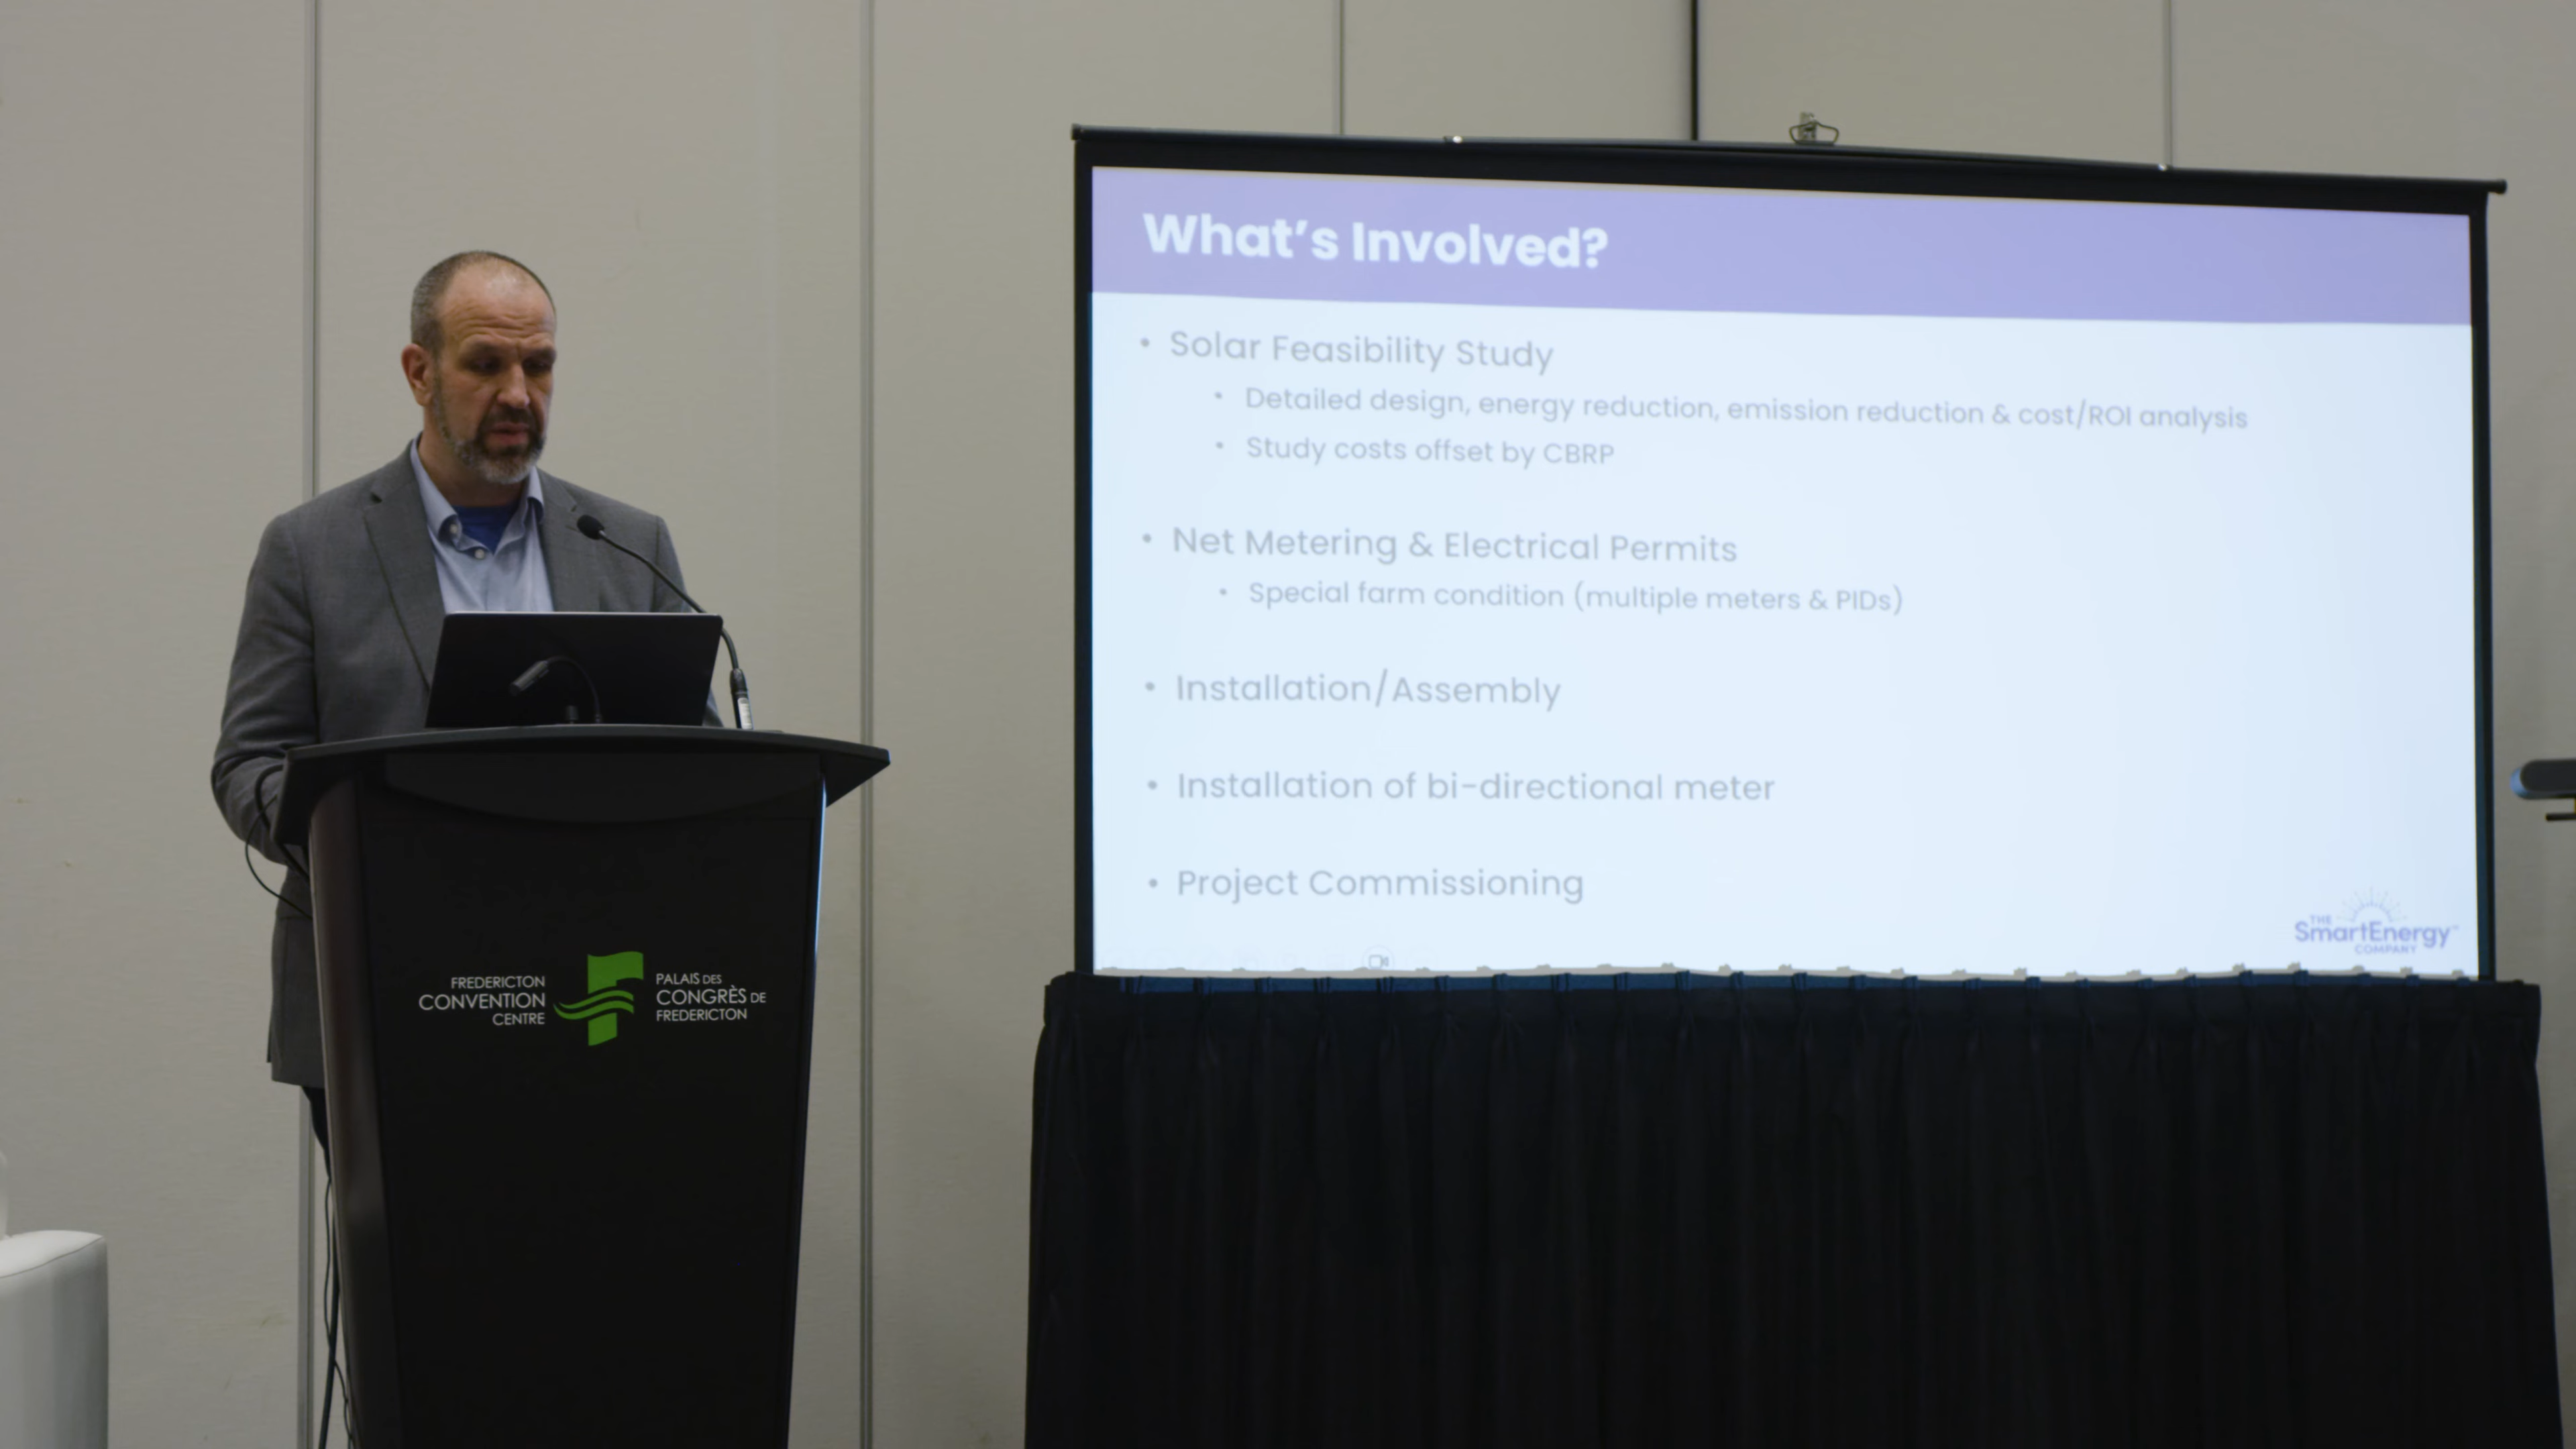 What's Involved?
• Solar Feasibility Study
• Detailed design, energy reduction, emission reduction & cost/ROI analysis
• Study costs offset by CBRP
• Net Metering & Electrical Permits
• Special farm condition (multiple meters & PIDs)
• Installation/Assembly
• Installation of bi-directional meter
• Project Commissioning
THE
SmartEnergy™
COMPANY
FREDERICTON
CONVENTION
CENTRE
PALAIS DES
CONGRÈS DE
FREDERICTON